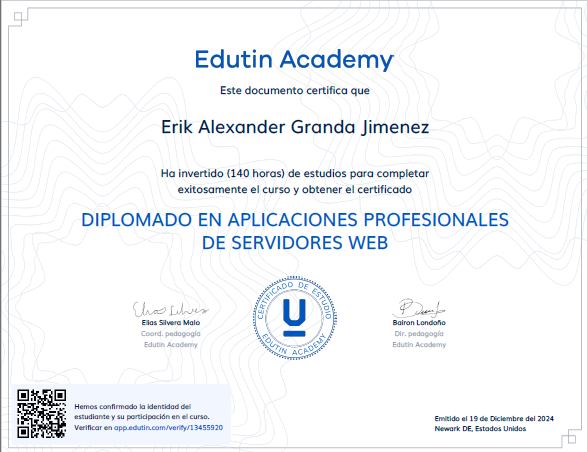 Edutin Academy
Este documento certifica que
Erik Alexander Granda Jimenez
Ha invertido (140 horas) de estudios para completar
exitosamente el curso y obtener el certificado
DIPLOMADO EN APLICACIONES PROFESIONALES
DE SERVIDORES WEB
CERTIFICADO DE ESTUDIO
EDUTIN ACADEMY
Elias Silvera Malo
Coord. pedagogía
Edutin Academy
Bairon Londoño
Dir. pedagogía
Edutin Academy
Hemos confirmado la identidad del
estudiante y su participación en el curso.
Verificar en app.edutin.com/verify/13455920
Emitido el 19 de Diciembre del 2024
Newark DE, Estados Unidos